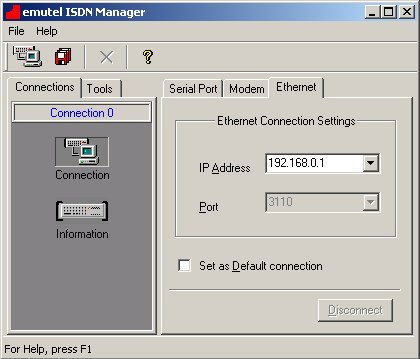 emutel ISDN Manager
File Help
Connections Tools
Connection 0
Connection
Information
Serial Port Modem Ethernet
Ethernet Connection Settings
IP Address 192.168.0.1
Port 3110
Set as Default connection
Disconnect
For Help, press F1